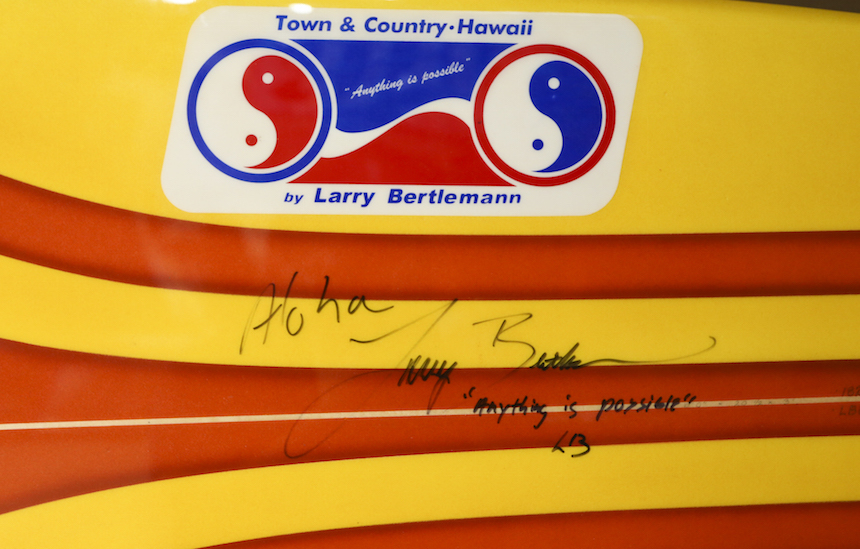 Town & Country·Hawaii
"Anything is possible"
by Larry Bertlemann
Aloha
Larry Bertlemann
"Anything is possible"
LB